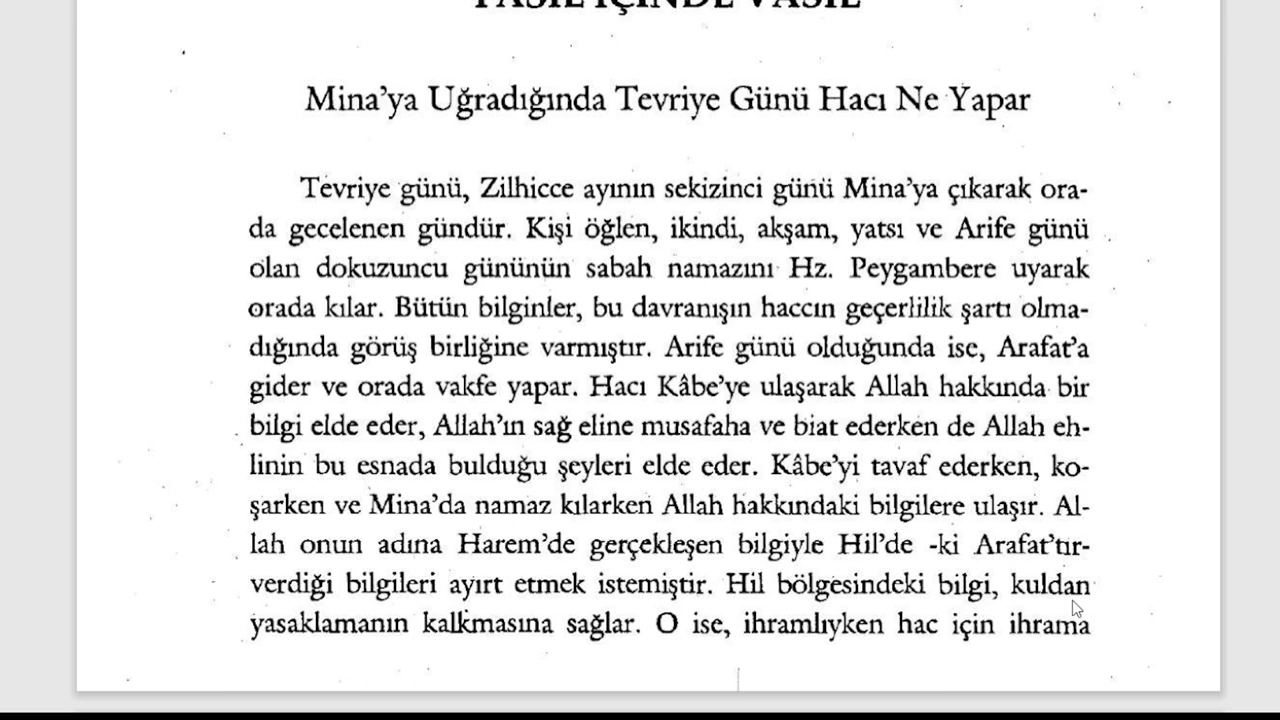 FASIL İÇİNDE VASIL
Mina'ya Uğradığında Tevriye Günü Hacı Ne Yapar
Tevriye günü, Zilhicce ayının sekizinci günü Mina'ya çıkarak ora-
da gecelenen gündür. Kişi öğlen, ikindi, akşam, yatsı ve Arife günü
olan dokuzuncu gününün sabah namazını Hz. Peygambere uyarak
orada kılar. Bütün bilginler, bu davranışın haccın geçerlilik şartı olma-
dığında görüş birliğine varmıştır. Arife günü olduğunda ise, Arafat'a
gider ve orada vakfe yapar. Hacı Kâbe'ye ulaşarak Allah hakkında bir
bilgi elde eder, Allah'ın sağ eline musafaha ve biat ederken de Allah eh-
linin bu esnada bulduğu şeyleri elde eder. Kâbe'yi tavaf ederken, ko-
şarken ve Mina'da namaz kılarken Allah hakkındaki bilgilere ulaşır. Al-
lah onun adına Harem'de gerçekleşen bilgiyle Hil'de -ki Arafat'tır-
verdiği bilgileri ayırt etmek istemiştir. Hil bölgesindeki bilgi, kuldan
yasaklamanın kalkmasına sağlar. O ise, ihramlıyken hac için ihrama